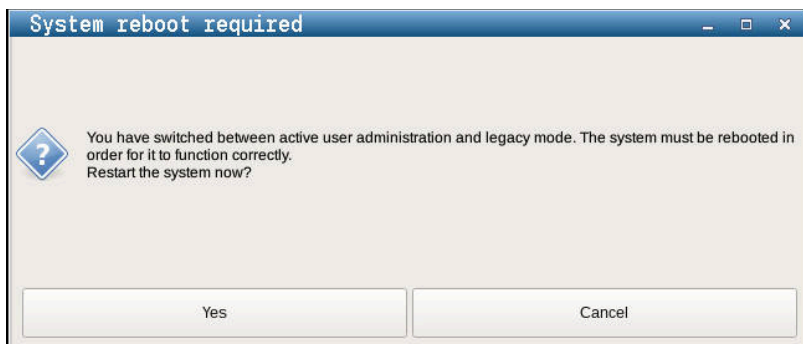 System reboot required
You have switched between active user administration and legacy mode. The system must be rebooted in
order for it to function correctly.
Restart the system now?
Yes
Cancel